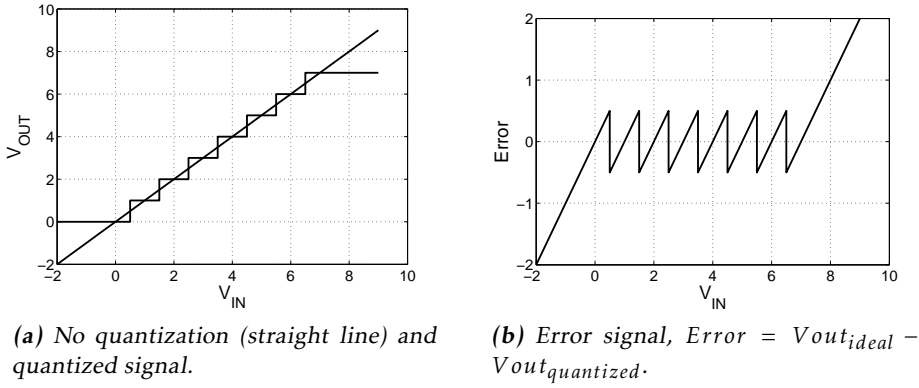 10
8
6
4
2
0
−2
V_OUT
−2 0 2 4 6 8 10
V_IN
2
1
0
−1
−2
Error
−2 0 2 4 6 8 10
V_IN
(a) No quantization (straight line) and
quantized signal.
(b) Error signal, Error = Vout_ideal −
Vout_quantized.